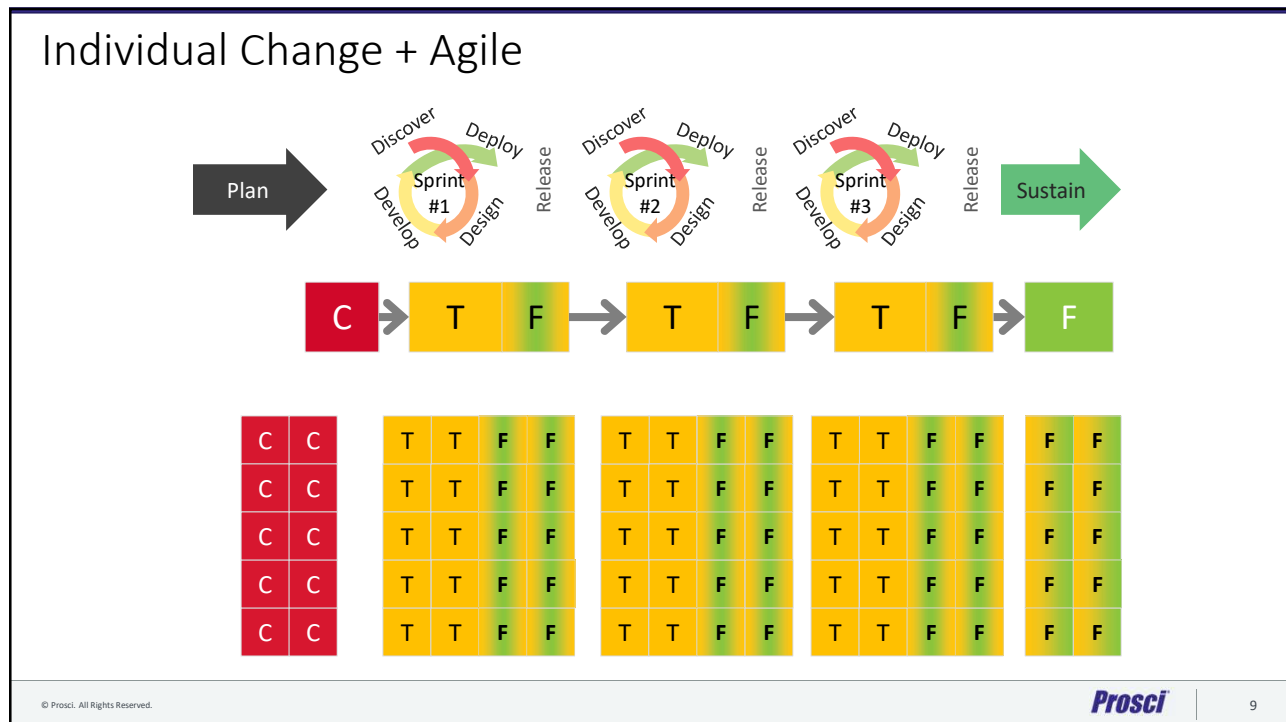 Individual Change + Agile
Plan
Discover
Deploy
Sprint
#1
Develop
Design
Release
Discover
Deploy
Sprint
#2
Develop
Design
Release
Discover
Deploy
Sprint
#3
Develop
Design
Release
Sustain
C T F T F T F F
C C T T F F T T F F T T F F F F
C C T T F F T T F F T T F F F F
C C T T F F T T F F T T F F F F
C C T T F F T T F F T T F F F F
C C T T F F T T F F T T F F F F
© Prosci. All Rights Reserved.
Prosci
9